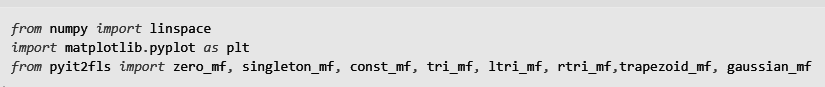 from numpy import linspace
import matplotlib.pyplot as plt
from pyit2fls import zero_mf, singleton_mf, const_mf, tri_mf, ltri_mf, rtri_mf,trapezoid_mf, gaussian_mf